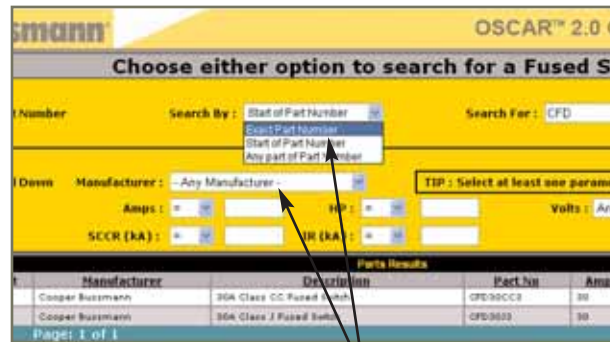 smann OSCAR™ 2.0
Choose either option to search for a Fused S
t Number Search By : Start of Part Number Search For : CFD
Exact Part Number
Start of Part Number
Any part of Part Number
l Down Manufacturer : - Any Manufacturer - TIP : Select at least one parame
Amps : = HP : = Volts : An
SCCR (kA) : = IR (kA) : =
Parts Results
t Manufacturer Description Part No Amp
Cooper Bussmann 30A Class CC Fused Switch CFD30CC3 30
Cooper Bussmann 30A Class J Fused Switch CFD30J3 30
Page: 1 of 1